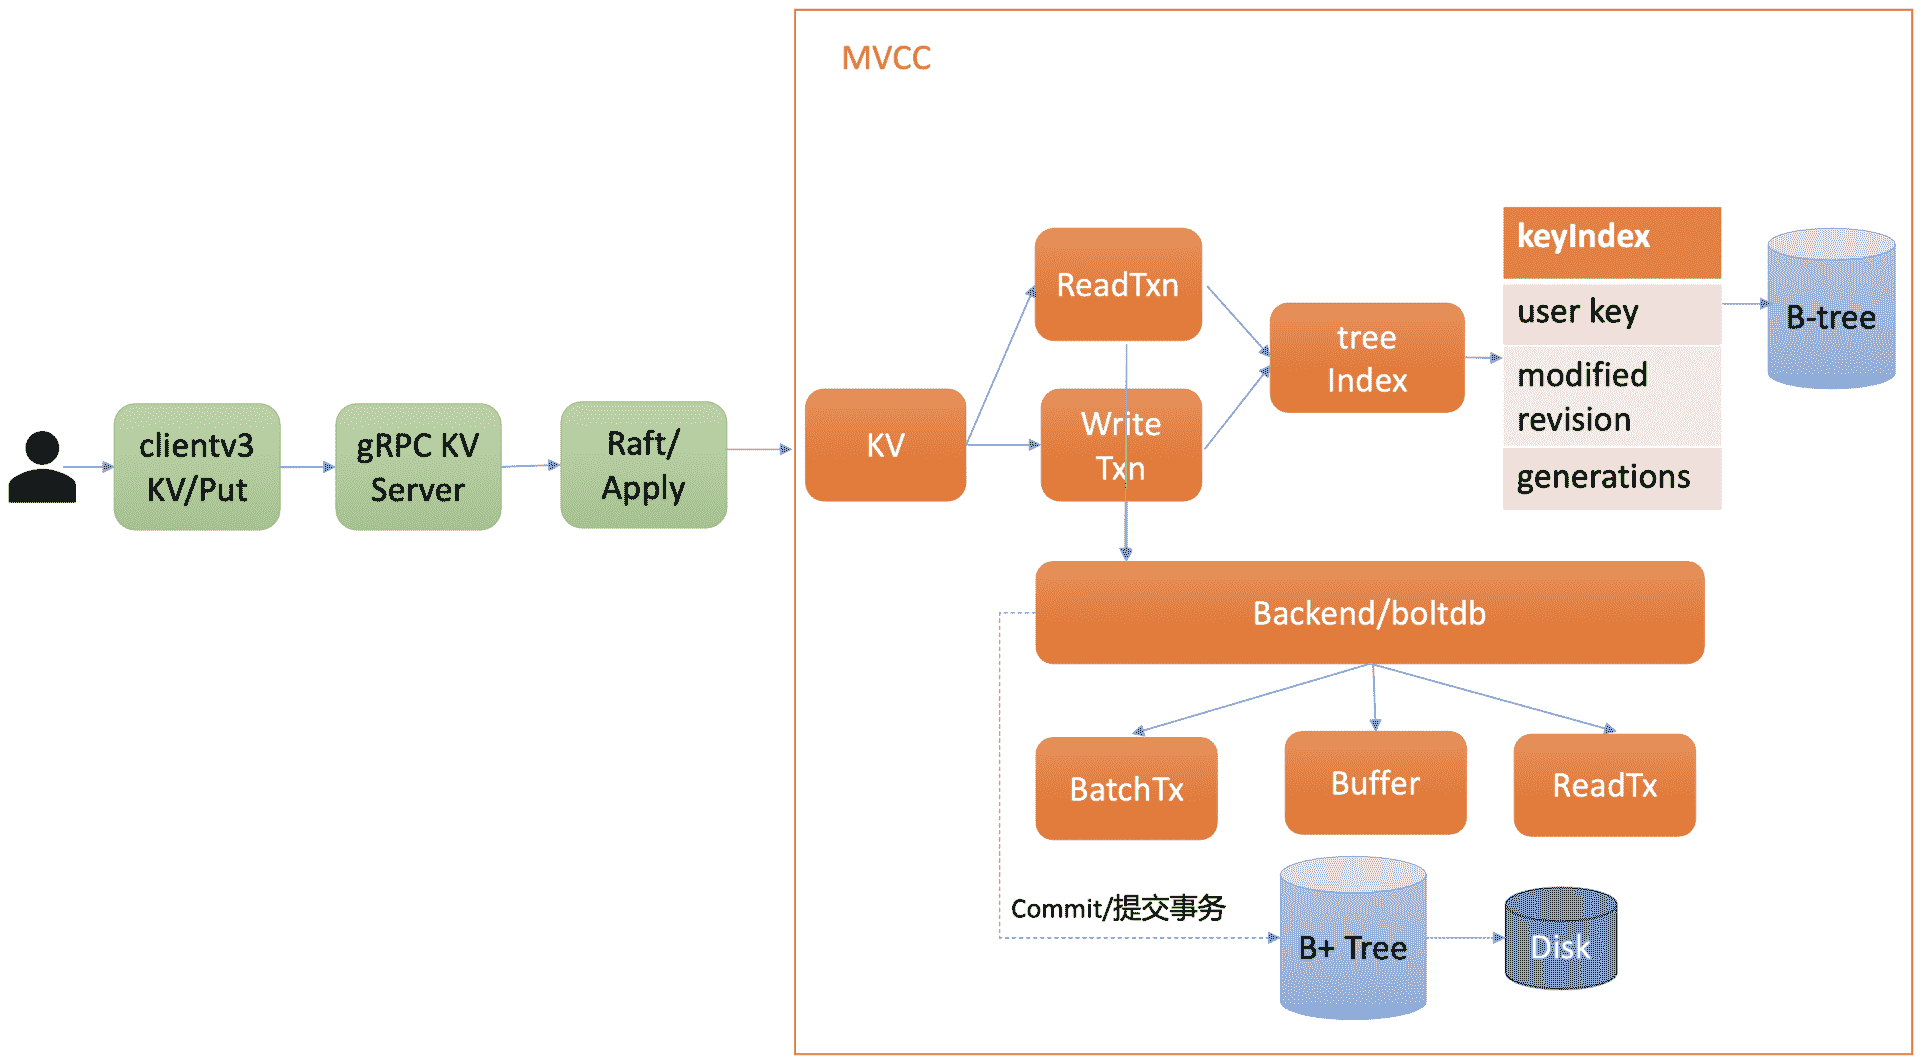 MVCC
clientv3
KV/Put
gRPC KV
Server
Raft/
Apply
KV
ReadTxn
Write
Txn
tree
Index
keyIndex
user key
modified
revision
generations
B-tree
Backend/boltdb
BatchTx
Buffer
ReadTx
Commit/提交事务
B+ Tree
Disk